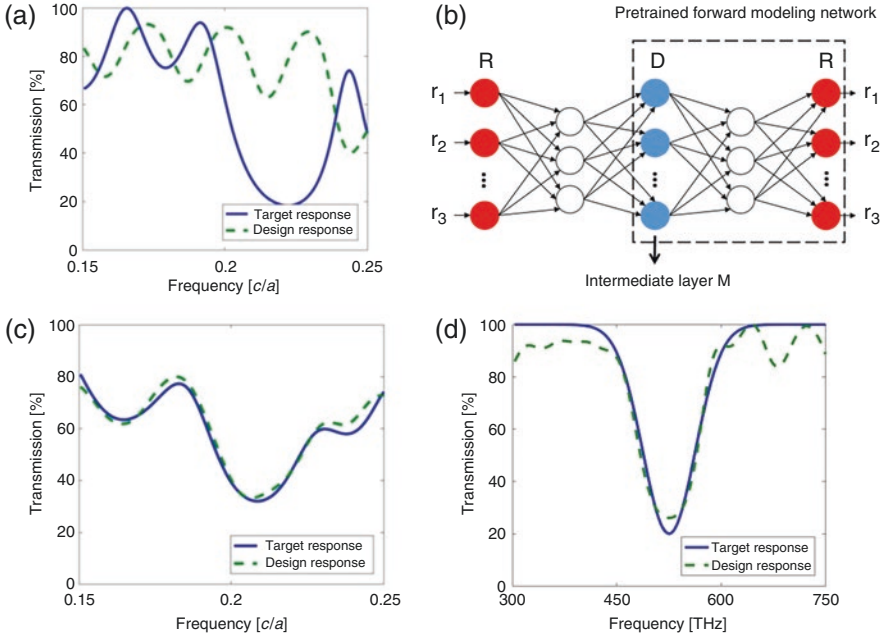 (a)
100
80
60
40
20
0
Transmission [%]
Target response
Design response
0.15
0.2
0.25
Frequency [c/a]
(b)
Pretrained forward modeling network
R
D
R
r1
r1
r2
r2
r3
r3
Intermediate layer M
(c)
100
80
60
40
20
0
Transmission [%]
Target response
Design response
0.15
0.2
0.25
Frequency [c/a]
(d)
100
80
60
40
20
0
Transmission [%]
Target response
Design response
300
450
600
750
Frequency [THz]